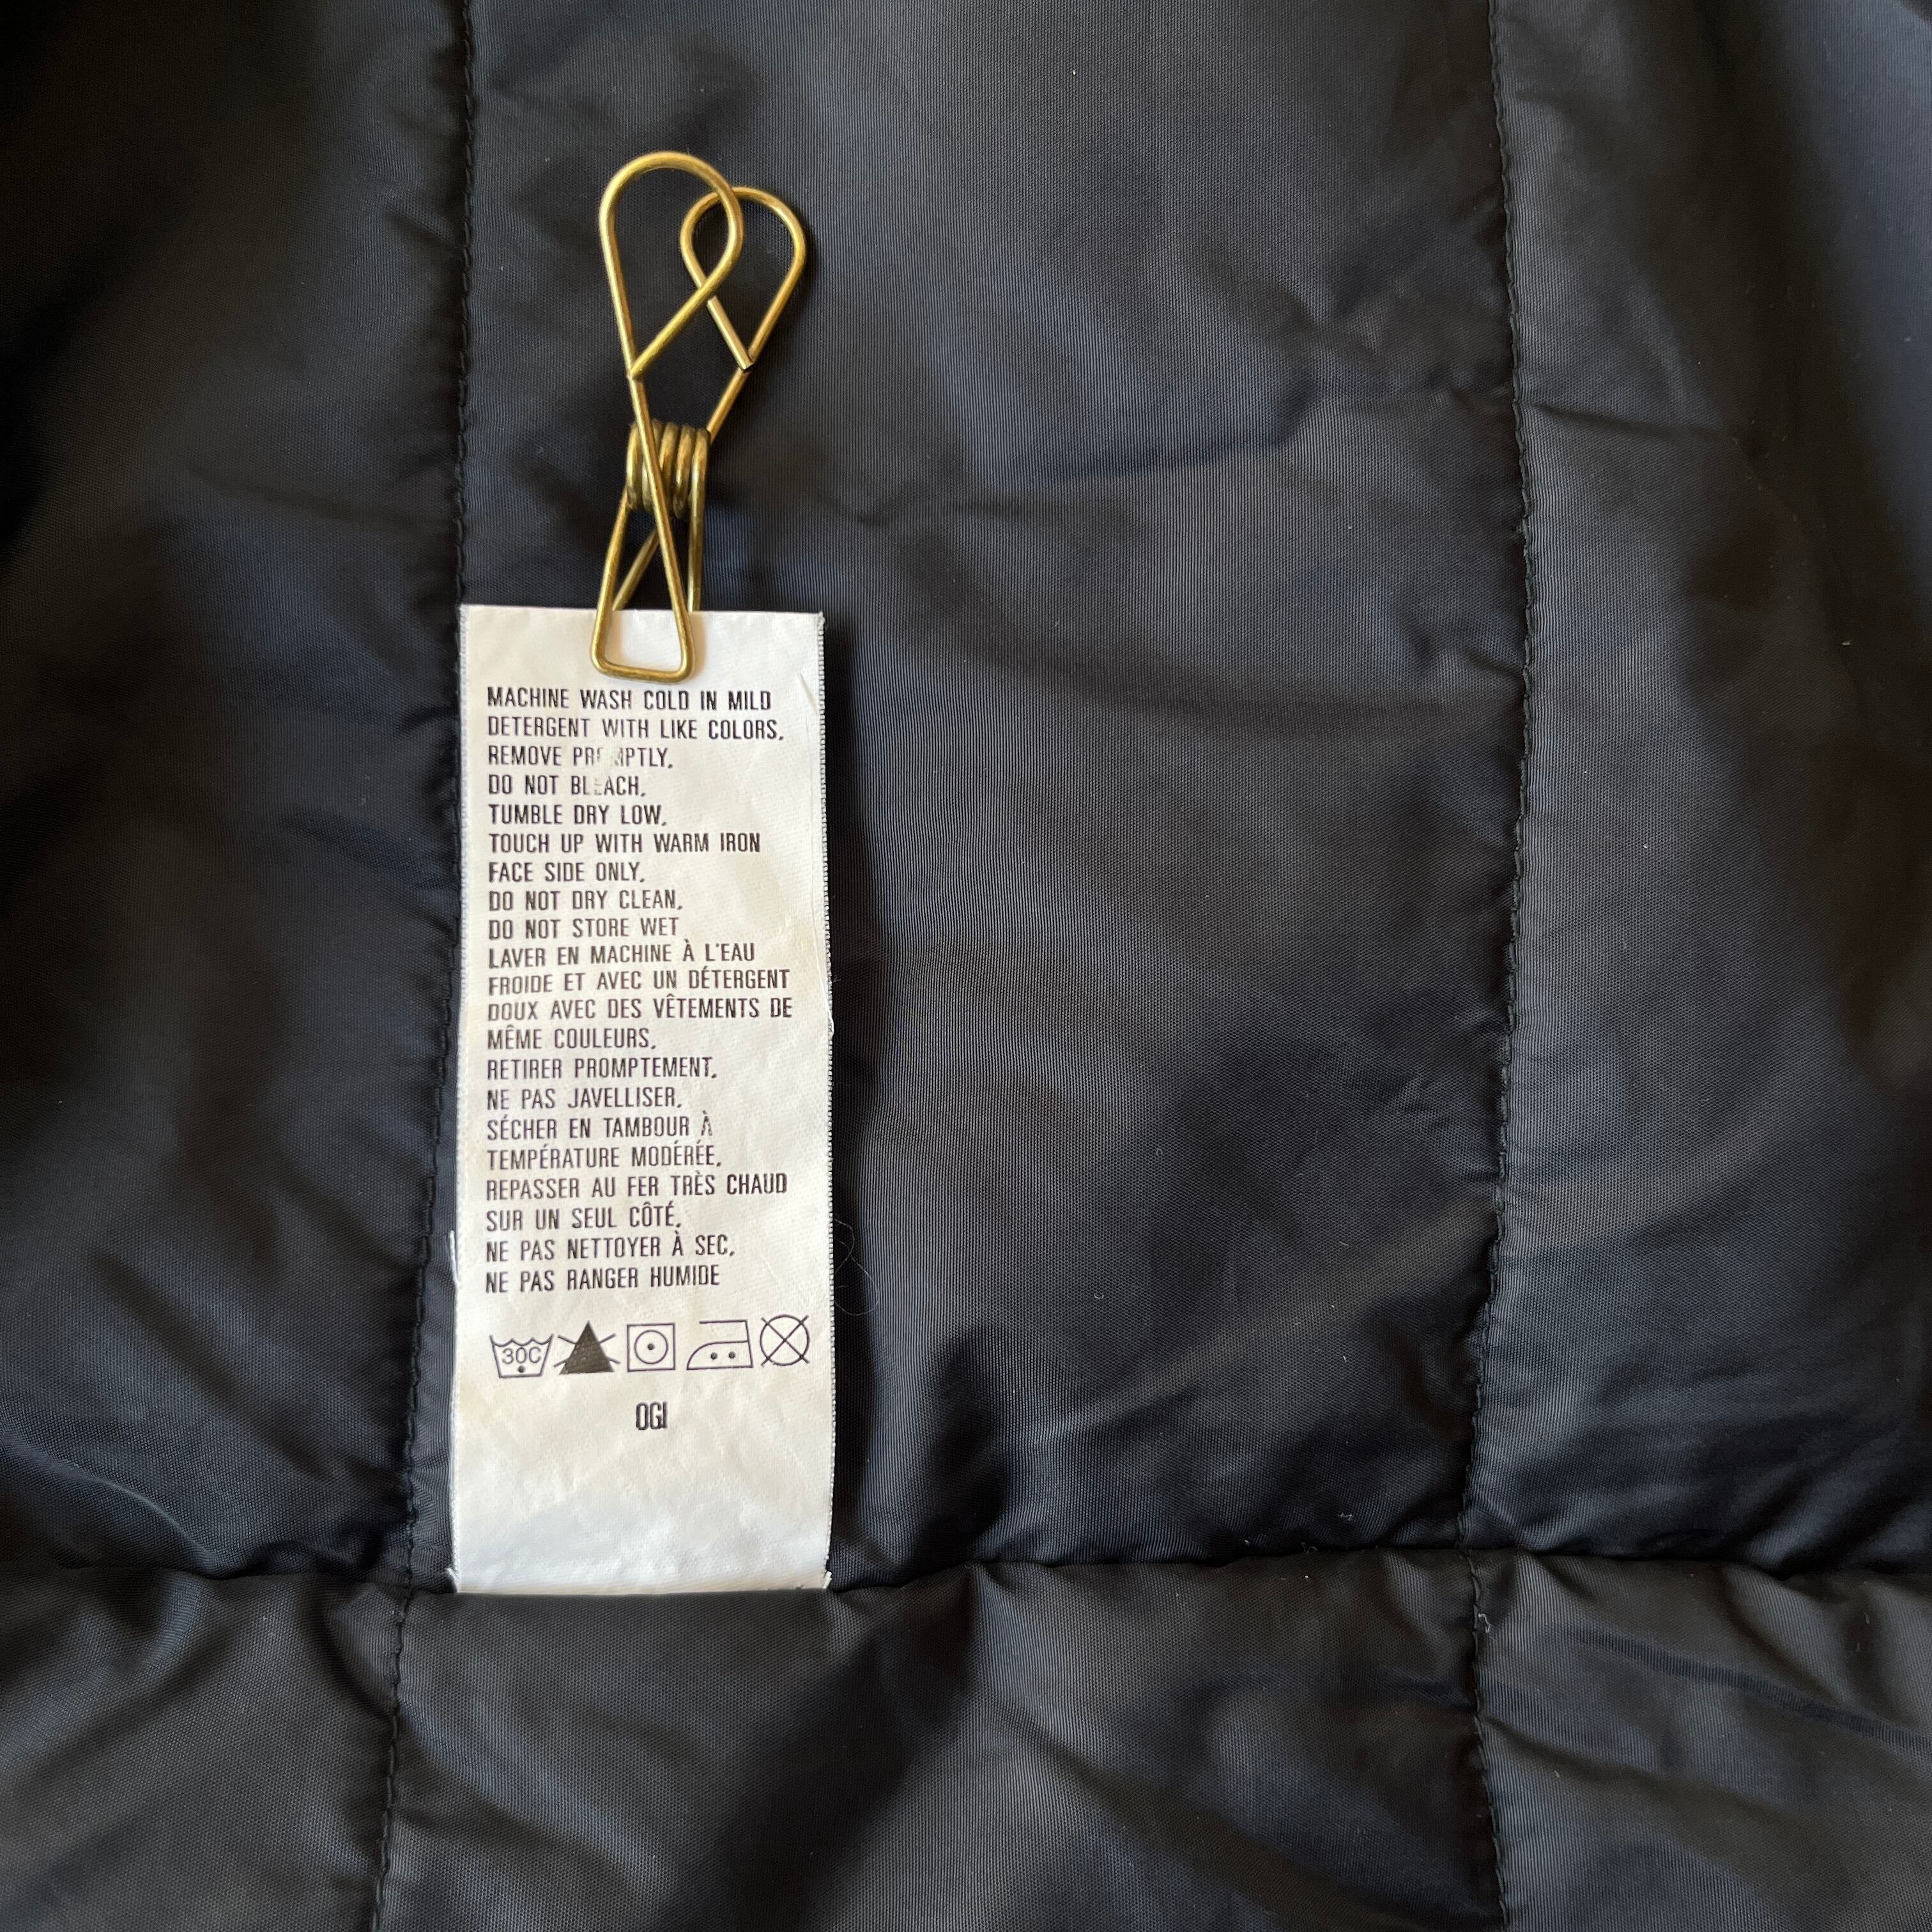 MACHINE WASH COLD IN MILD
DETERGENT WITH LIKE COLORS.
REMOVE PROMPTLY.
DO NOT BLEACH.
TUMBLE DRY LOW.
TOUCH UP WITH WARM IRON
FACE SIDE ONLY.
DO NOT DRY CLEAN.
DO NOT STORE WET
LAVER EN MACHINE À L'EAU
FROIDE ET AVEC UN DÉTERGENT
DOUX AVEC DES VÊTEMENTS DE
MÊME COULEURS.
RETIRER PROMPTEMENT.
NE PAS JAVELLISER.
SÉCHER EN TAMBOUR À
TEMPÉRATURE MODÉRÉE.
REPASSER AU FER TRÈS CHAUD
SUR UN SEUL CÔTÉ.
NE PAS NETTOYER À SEC.
NE PAS RANGER HUMIDE
30C
OGI